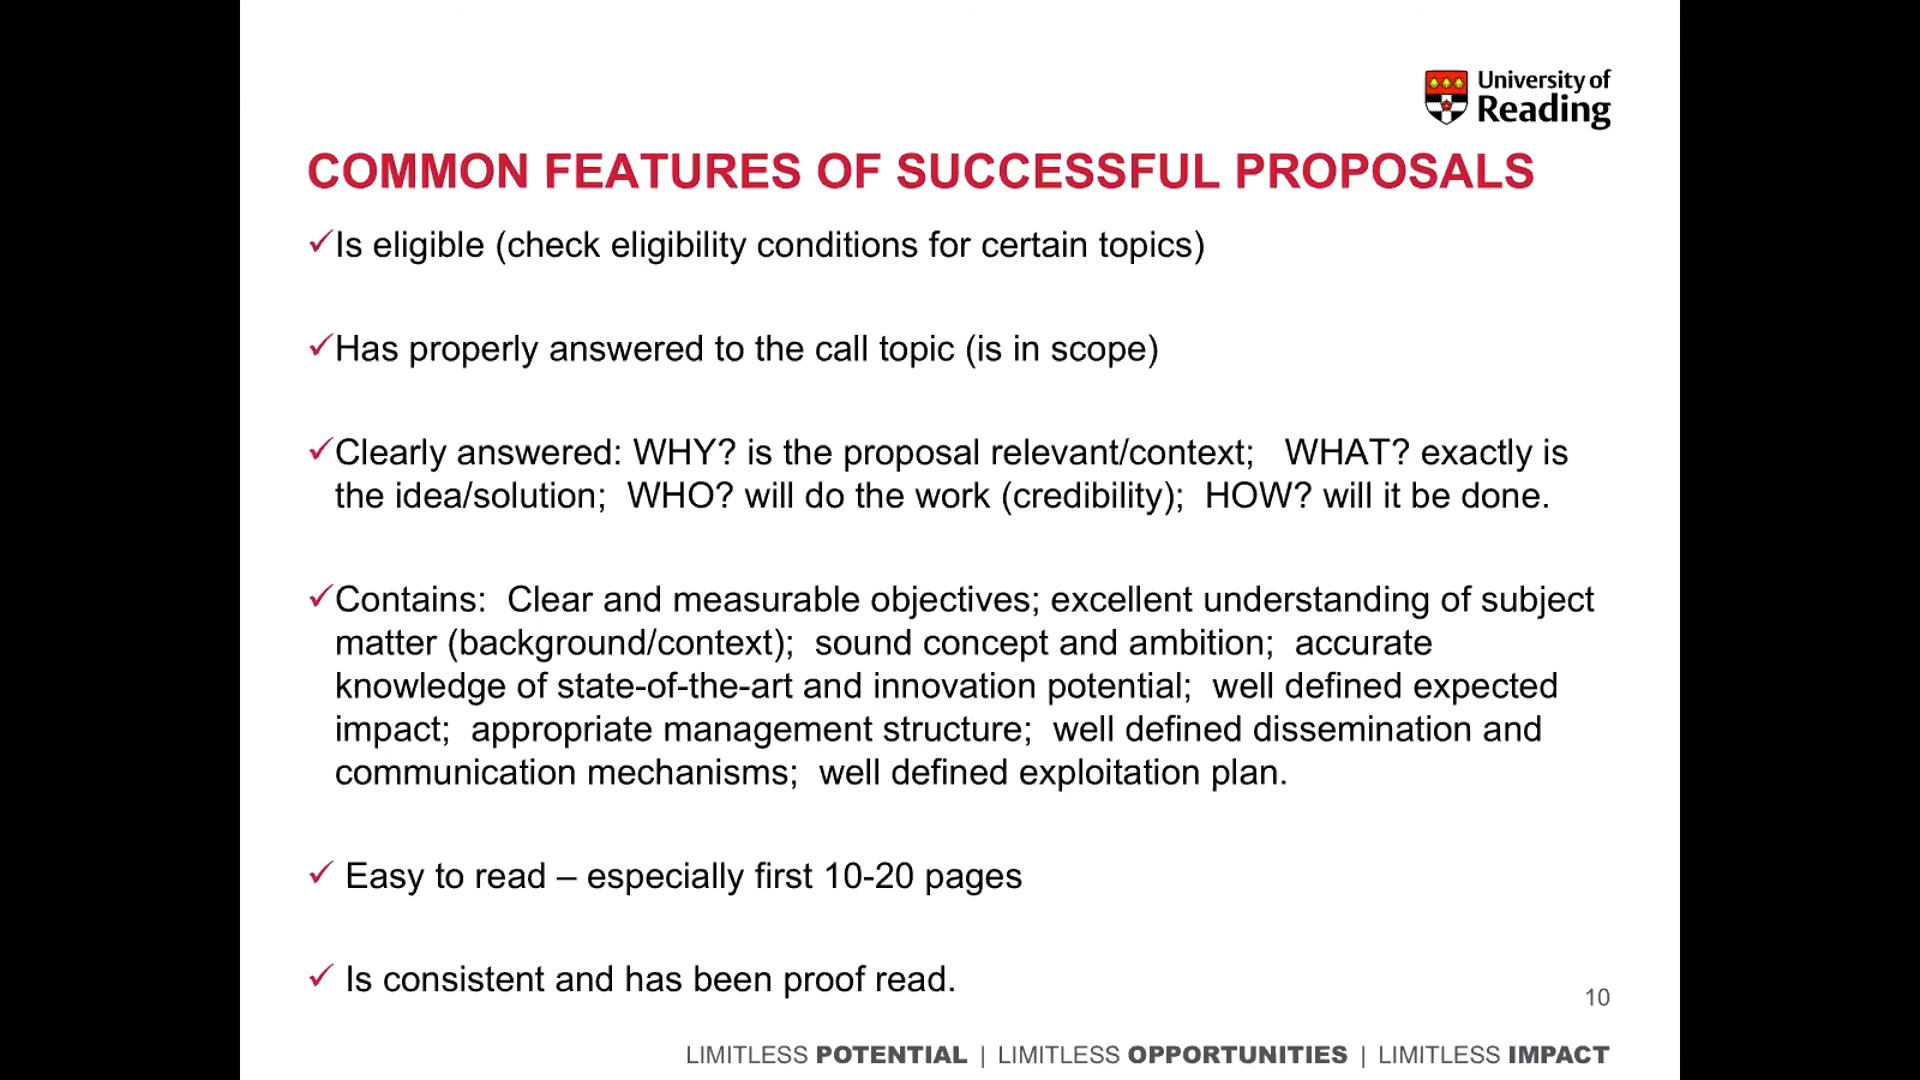 University of
Reading
COMMON FEATURES OF SUCCESSFUL PROPOSALS
✓Is eligible (check eligibility conditions for certain topics)
✓Has properly answered to the call topic (is in scope)
✓Clearly answered: WHY? is the proposal relevant/context; WHAT? exactly is
the idea/solution; WHO? will do the work (credibility); HOW? will it be done.
✓Contains: Clear and measurable objectives; excellent understanding of subject
matter (background/context); sound concept and ambition; accurate
knowledge of state-of-the-art and innovation potential; well defined expected
impact; appropriate management structure; well defined dissemination and
communication mechanisms; well defined exploitation plan.
✓ Easy to read – especially first 10-20 pages
✓ Is consistent and has been proof read.
10
LIMITLESS POTENTIAL | LIMITLESS OPPORTUNITIES | LIMITLESS IMPACT